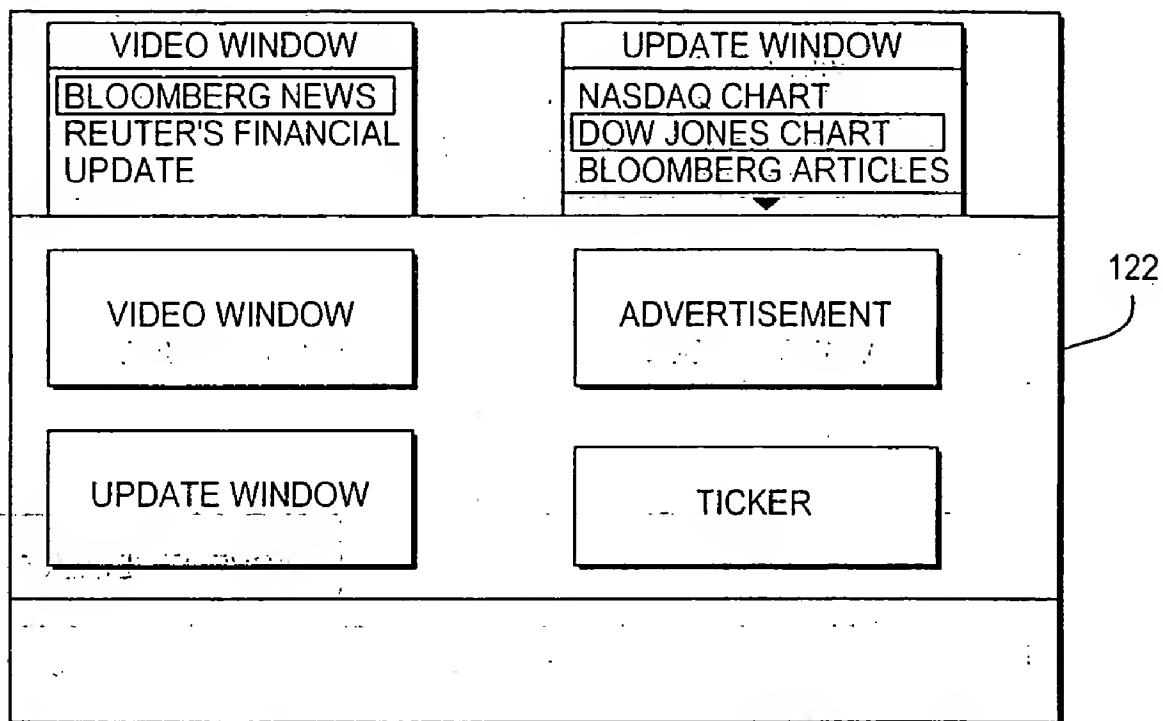 VIDEO WINDOW
BLOOMBERG NEWS
REUTER'S FINANCIAL
UPDATE
UPDATE WINDOW
NASDAQ CHART
DOW JONES CHART
BLOOMBERG ARTICLES
VIDEO WINDOW
ADVERTISEMENT
122
UPDATE WINDOW
TICKER